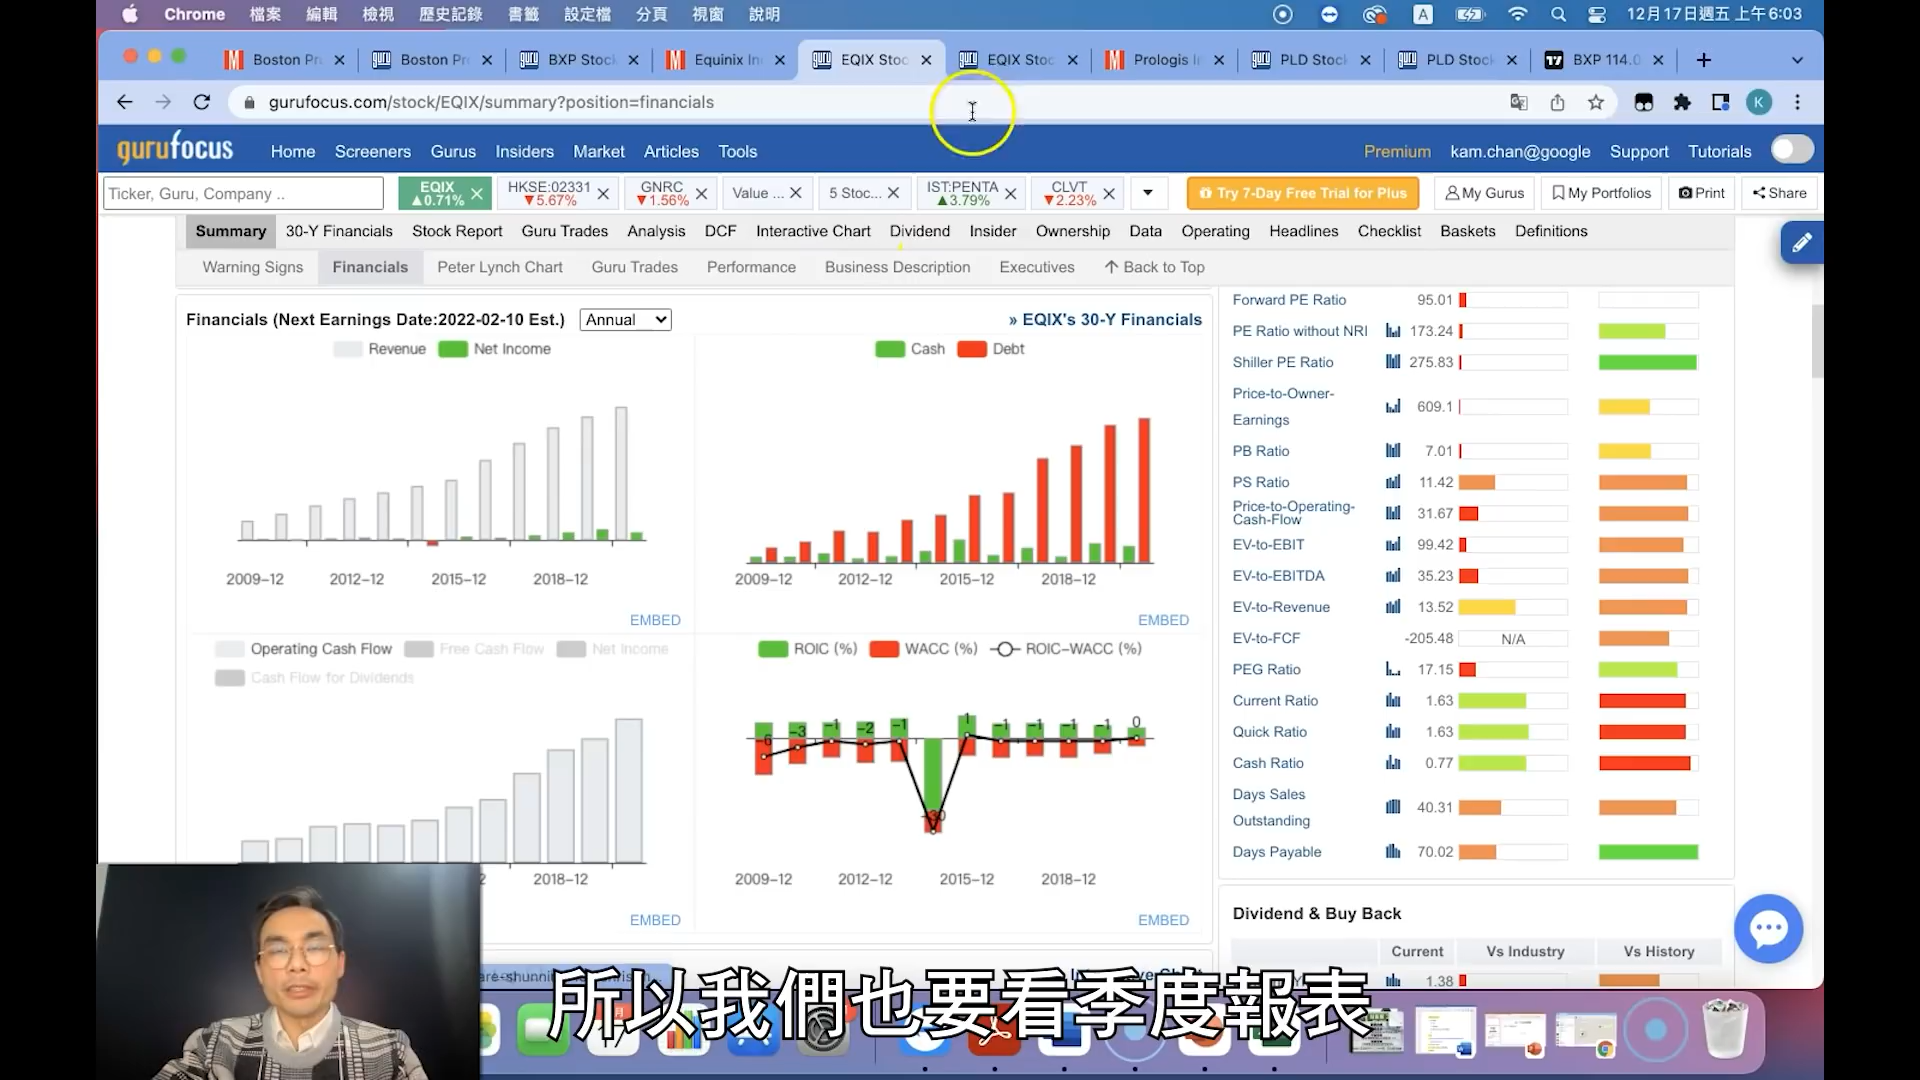 Chrome 檔案 編輯 檢視 歷史記錄 書籤 設定檔 分頁 視窗 說明 A 12月17日週五 上午6:03
Boston Pr Boston Pr BXP Stock Equinix In EQIX Stoc EQIX Stoc Prologis I PLD Stock PLD Stock BXP 114.0
gurufocus.com/stock/EQIX/summary?position=financials K
gurufocus Home Screeners Gurus Insiders Market Articles Tools Premium kam.chan@google Support Tutorials
Ticker, Guru, Company .. EQIX ▲0.71% HKSE:02331 ▼5.67% GNRC ▼1.56% Value ... 5 Stoc... IST:PENTA ▲3.79% CLVT ▼2.23% Try 7-Day Free Trial for Plus My Gurus My Portfolios Print Share
Summary 30-Y Financials Stock Report Guru Trades Analysis DCF Interactive Chart Dividend Insider Ownership Data Operating Headlines Checklist Baskets Definitions
Warning Signs Financials Peter Lynch Chart Guru Trades Performance Business Description Executives ↑ Back to Top
Financials (Next Earnings Date:2022-02-10 Est.) Annual » EQIX's 30-Y Financials
Revenue Net Income
2009-12 2012-12 2015-12 2018-12
EMBED
Cash Debt
2009-12 2012-12 2015-12 2018-12
EMBED
Operating Cash Flow Free Cash Flow Net Income
Cash Flow for Dividends
2 2018-12
EMBED
ROIC (%) WACC (%) ROIC-WACC (%)
-6 -3 -1 -2 -1 -30 1 -1 -1 -1 -1 0
2009-12 2012-12 2015-12 2018-12
EMBED
Forward PE Ratio 95.01
PE Ratio without NRI 173.24
Shiller PE Ratio 275.83
Price-to-Owner-
Earnings 609.1
PB Ratio 7.01
PS Ratio 11.42
Price-to-Operating-
Cash-Flow 31.67
EV-to-EBIT 99.42
EV-to-EBITDA 35.23
EV-to-Revenue 13.52
EV-to-FCF -205.48 N/A
PEG Ratio 17.15
Current Ratio 1.63
Quick Ratio 1.63
Cash Ratio 0.77
Days Sales
Outstanding 40.31
Days Payable 70.02
Dividend & Buy Back
Current Vs Industry Vs History
1.38
所以我們也要看季度報表